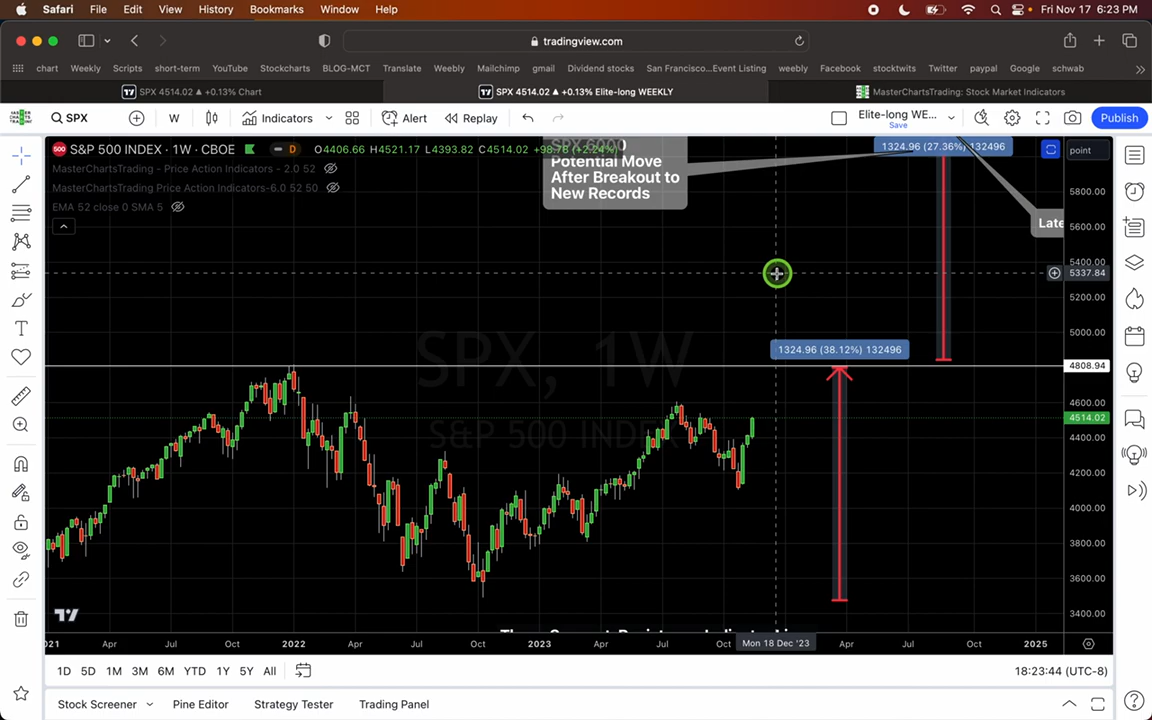 Safari File Edit View History Bookmarks Window Help Fri Nov 17 6:23 PM
tradingview.com
chart Weekly Scripts short-term YouTube Stockcharts BLOG-MCT Translate Weebly Mailchimp gmail Dividend stocks San Francisco...Event Listing weebly Facebook stocktwits Twitter paypal Google schwab
SPX 4514.02 ▲ +0.13% Chart
SPX 4514.02 ▲ +0.13% Elite-long WEEKLY
MasterChartsTrading: Stock Market Indicators
SPX W Indicators Alert Replay Elite-long WE... Save Publish
S&P 500 INDEX · 1W · CBOE D O4406.66 H4521.17 L4393.82 C4514.02 +98.78 (+2.24%)
MasterChartsTrading - Price Action Indicators - 2.0 52
MasterChartsTrading Price Action Indicators-6.0 52 50
EMA 52 close 0 SMA 5
SPX 6000
Potential Move
After Breakout to
New Records
1324.96 (27.36%) 132496
point
Late
5800.00
5600.00
5400.00
5337.84
5200.00
5000.00
1324.96 (38.12%) 132496
4808.94
4600.00
4514.02
4400.00
4200.00
4000.00
3800.00
3600.00
3400.00
SPX, 1W
S&P 500 INDEX
2021 Apr Jul Oct 2022 Apr Jul Oct 2023 Apr Jul Oct Mon 18 Dec '23 Apr Jul Oct 2025
1D 5D 1M 3M 6M YTD 1Y 5Y All
18:23:44 (UTC-8)
Stock Screener Pine Editor Strategy Tester Trading Panel